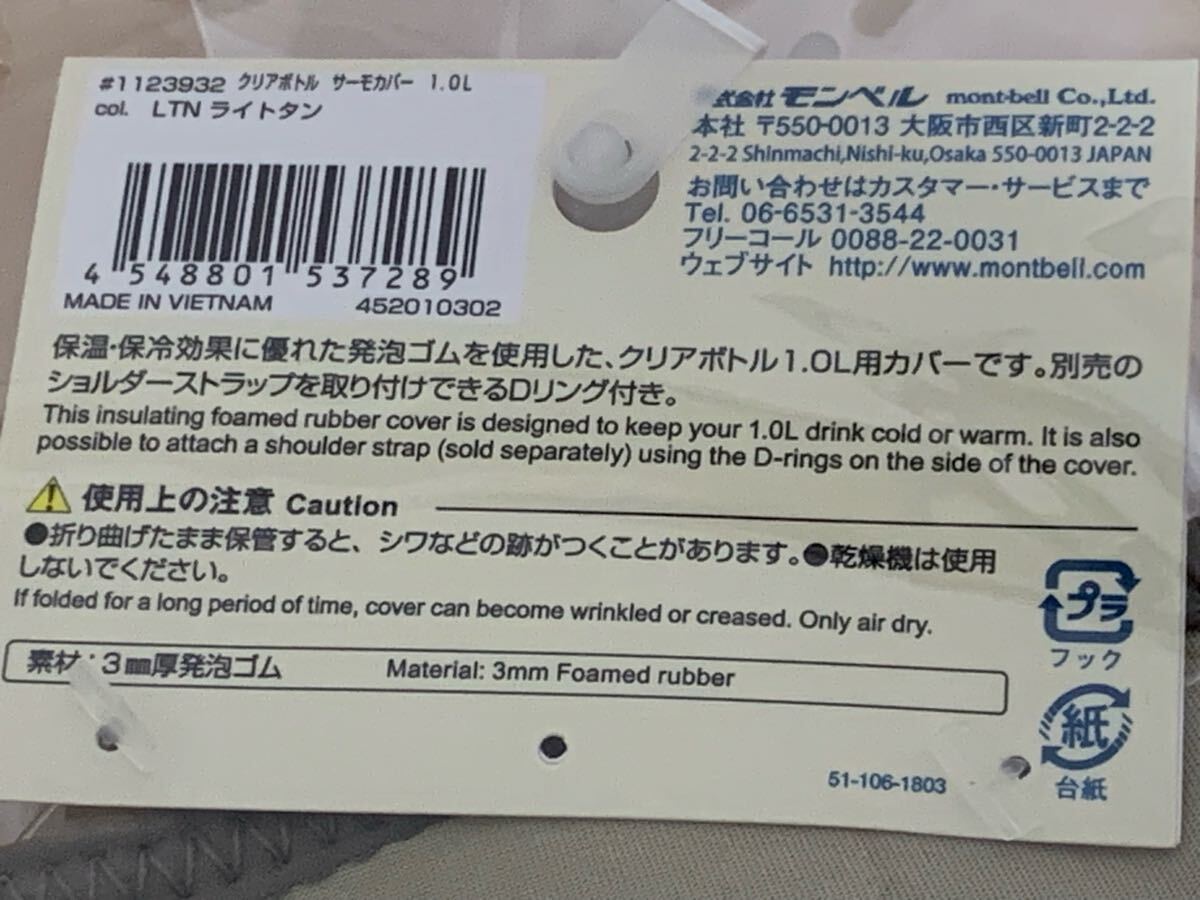 #1123932 クリアボトル サーモカバー 1.0L
col. LTN ライトタン
4 548801 537289
MADE IN VIETNAM 452010302
式会社 モンベル mont-bell Co.,Ltd.
本社 〒550-0013 大阪市西区新町2-2-2
2-2-2 Shinmachi,Nishi-ku,Osaka 550-0013 JAPAN
お問い合わせはカスタマー・サービスまで
Tel. 06-6531-3544
フリーコール 0088-22-0031
ウェブサイト http://www.montbell.com
保温・保冷効果に優れた発泡ゴムを使用した、クリアボトル1.0L用カバーです。別売の
ショルダーストラップを取り付けできるDリング付き。
This insulating foamed rubber cover is designed to keep your 1.0L drink cold or warm. It is also
possible to attach a shoulder strap (sold separately) using the D-rings on the side of the cover.
使用上の注意 Caution
●折り曲げたまま保管すると、シワなどの跡がつくことがあります。●乾燥機は使用
しないでください。
If folded for a long period of time, cover can become wrinkled or creased. Only air dry.
素材:3㎜厚発泡ゴム Material: 3mm Foamed rubber
プラ
フック
紙
台紙
51-106-1803